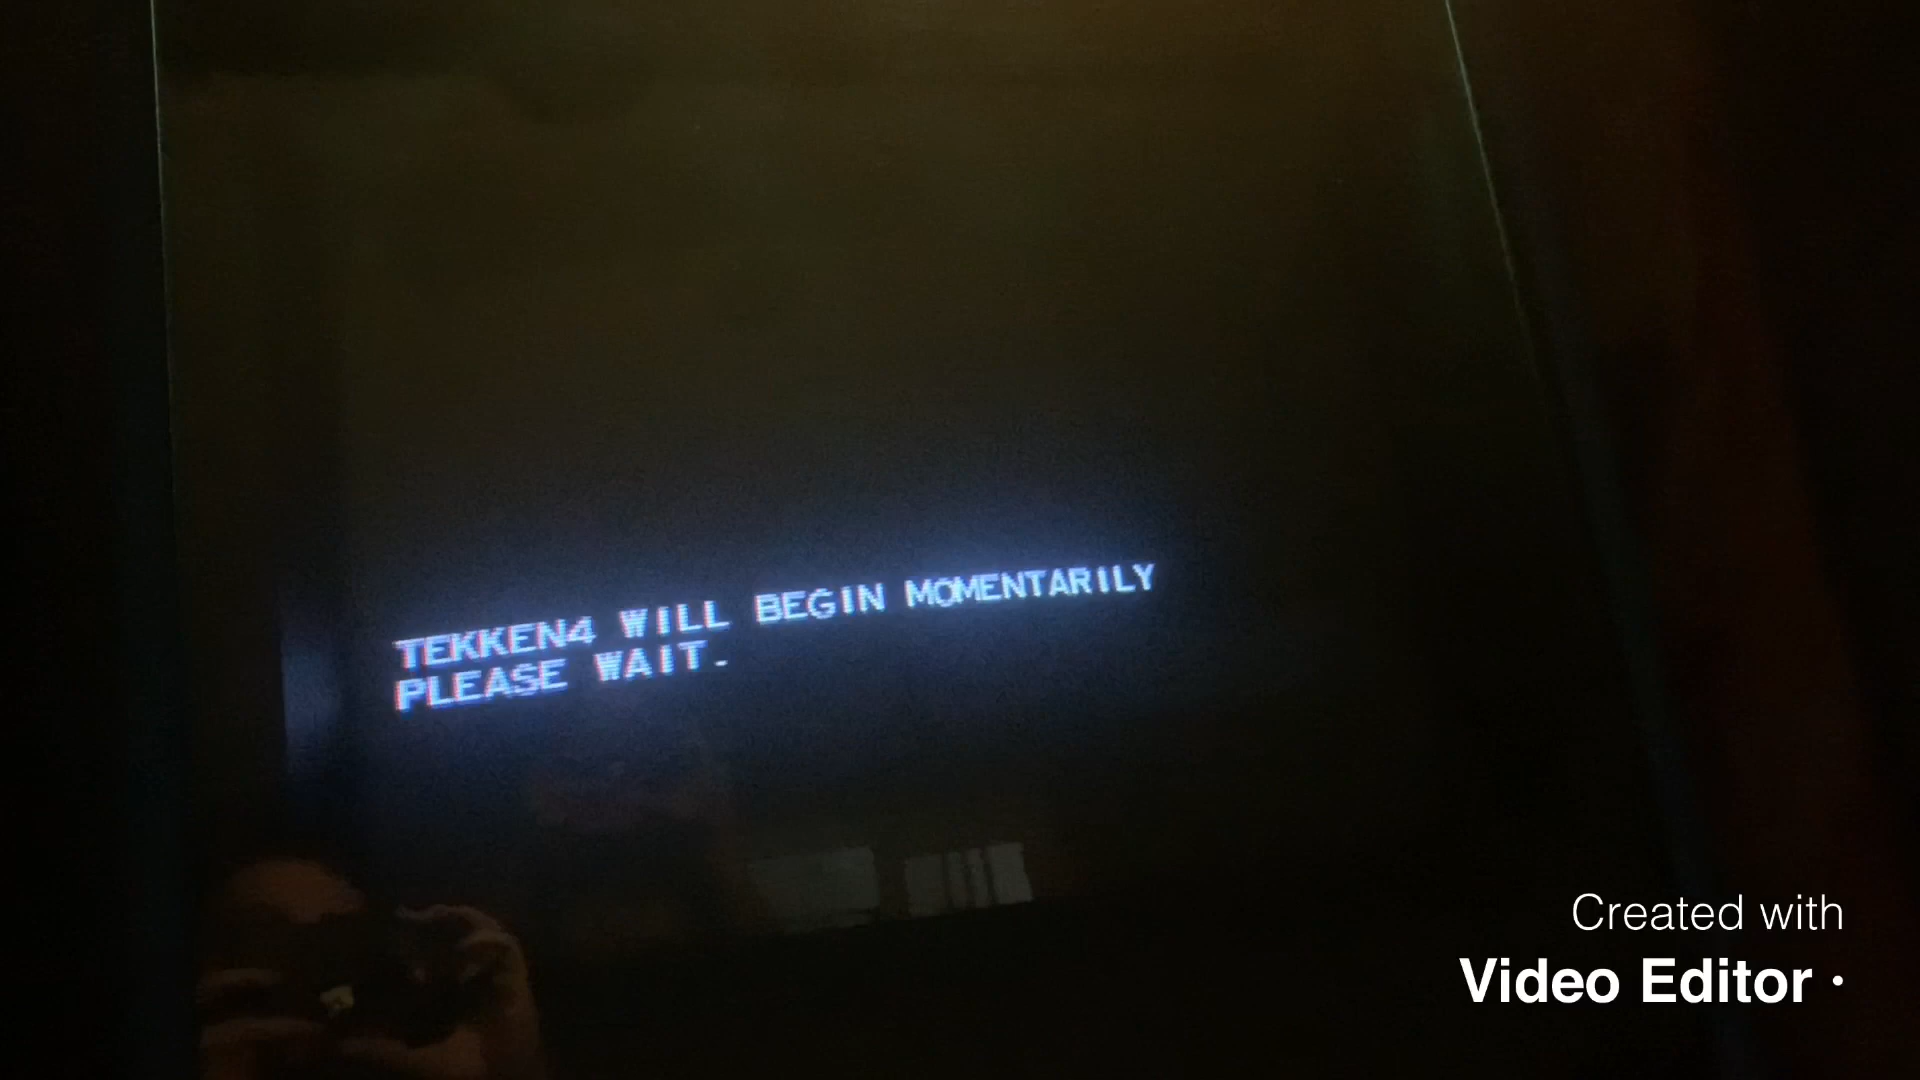 TEKKEN4 WILL BEGIN MOMENTARILY
PLEASE WAIT.
Created with
Video Editor ·